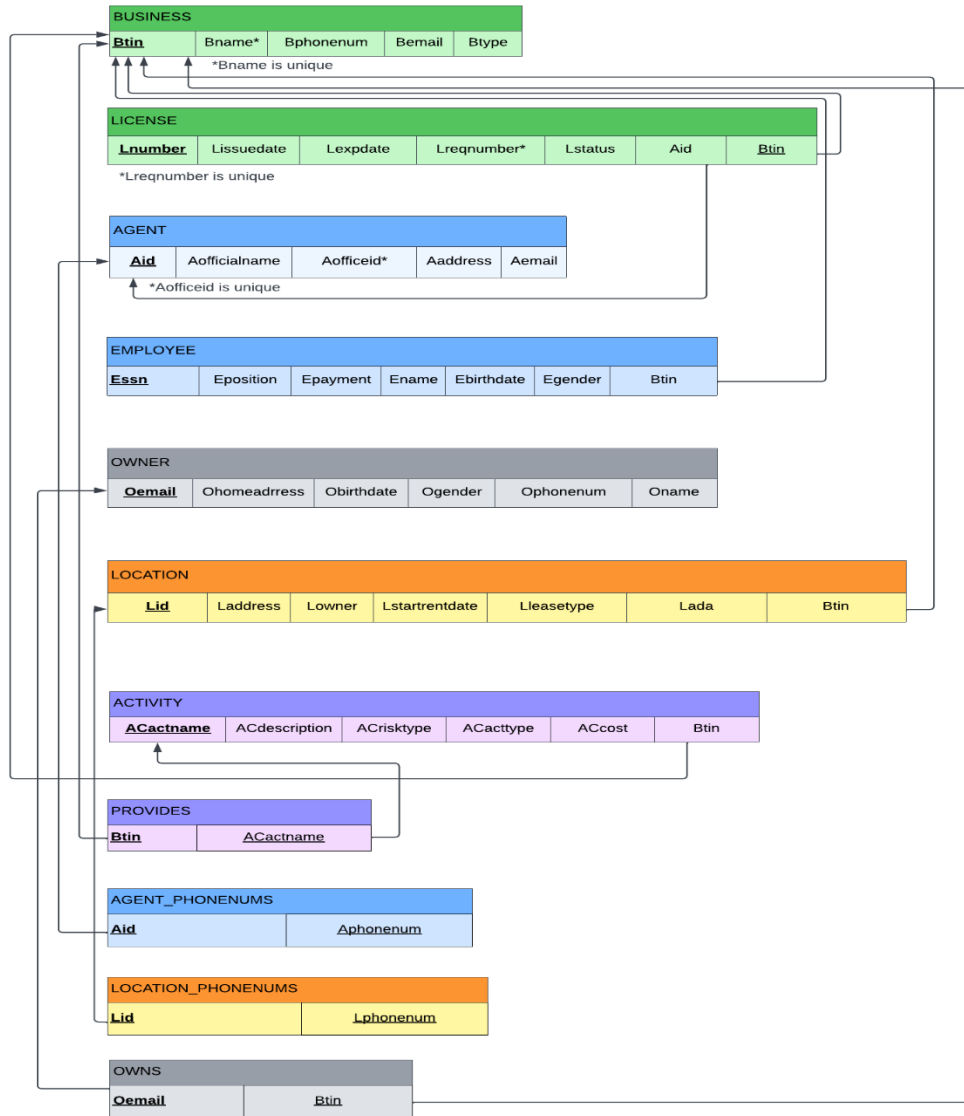 BUSINESS
Btin Bname* Bphonenum Bemail Btype
*Bname is unique
LICENSE
Lnumber Lissuedate Lexpdate Lreqnumber* Lstatus Aid Btin
*Lreqnumber is unique
AGENT
Aid Aofficialname Aofficeid* Aaddress Aemail
*Aofficeid is unique
EMPLOYEE
Essn Eposition Epayment Ename Ebirthdate Egender Btin
OWNER
Oemail Ohomeadrress Obirthdate Ogender Ophonenum Oname
LOCATION
Lid Laddress Lowner Lstartrentdate Lleasetype Lada Btin
ACTIVITY
ACactname ACdescription ACrisktype ACacttype ACcost Btin
PROVIDES
Btin ACactname
AGENT_PHONENUMS
Aid Aphonenum
LOCATION_PHONENUMS
Lid Lphonenum
OWNS
Oemail Btin